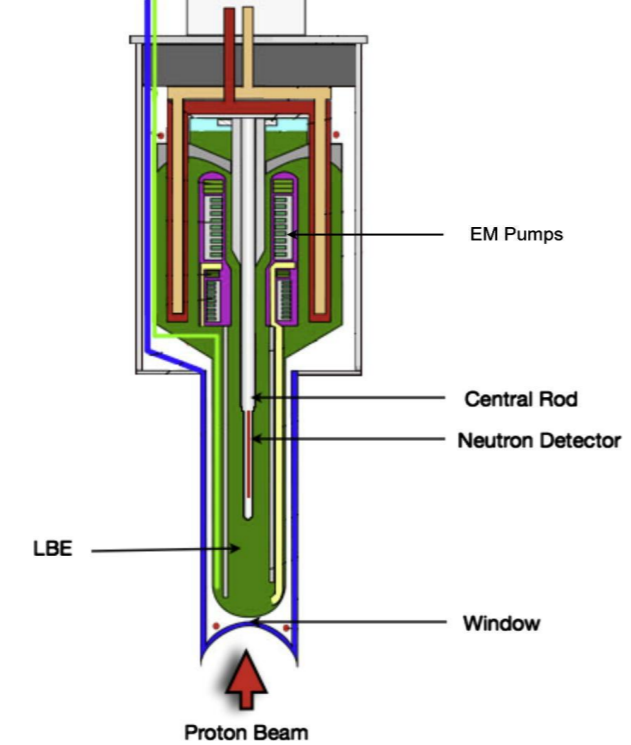 EM Pumps
Central Rod
Neutron Detector
LBE
Window
Proton Beam